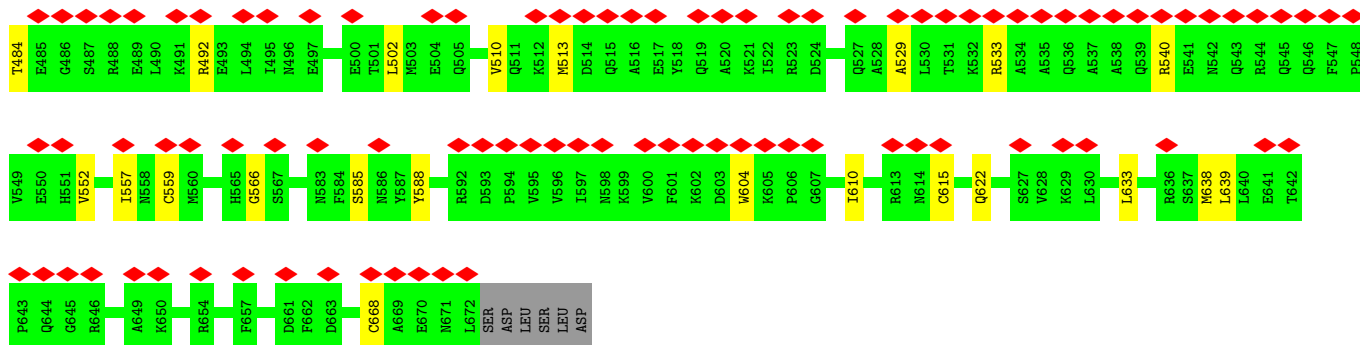 T484 E485 G486 S487 R488 E489 L490 K491 R492 E493 L494 I495 N496 E497 E500 T501 L502 M503 E504 Q505 V510 Q511 K512 M513 D514 Q515 A516 E517 Y518 Q519 A520 K521 I522 R523 D524 Q527 A528 A529 L530 T531 K532 R533 A534 A535 Q536 A537 A538 Q539 R540 E541 N542 Q543 R544 Q545 Q546 F547 P548
V549 E550 H551 V552 I557 N558 C559 M560 H565 G566 S567 N583 F584 S585 N586 Y587 Y588 R592 D593 P594 V595 V596 I597 N598 K599 V600 F601 K602 D603 W604 K605 P606 G607 I610 R613 N614 C615 Q622 S627 V628 K629 L630 L633 R636 S637 M638 L639 L640 E641 T642
P643 Q644 G645 R646 A649 K650 R654 F657 D661 F662 D663 C668 A669 E670 N671 L672 SER ASP LEU SER LEU ASP